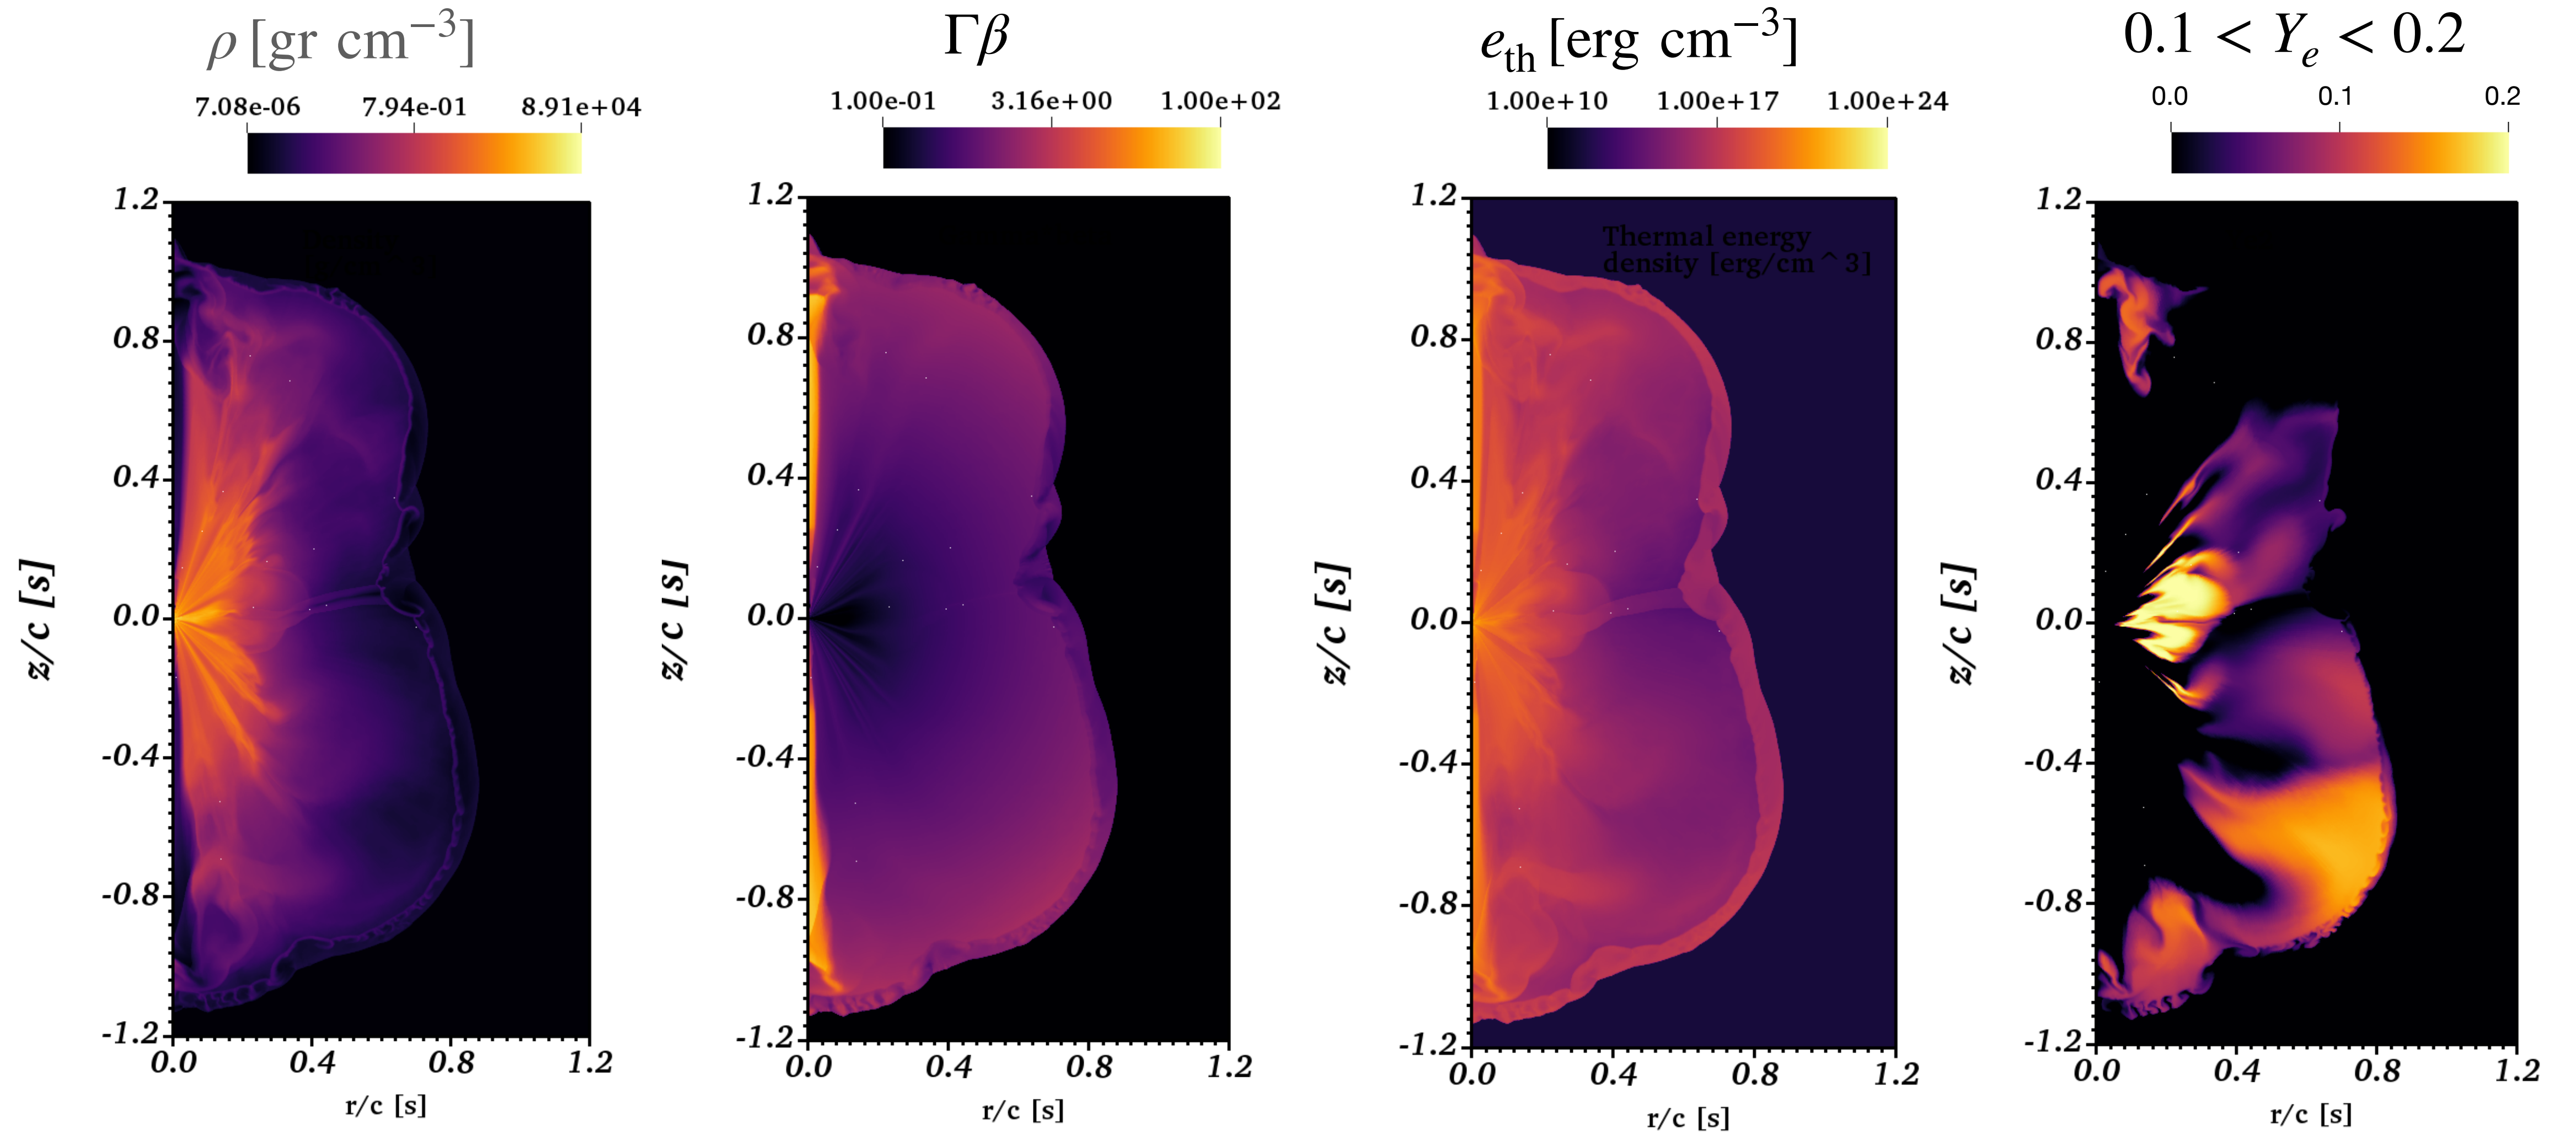 ρ [gr cm⁻³]
7.08e-06 7.94e-01 8.91e+04
1.2
0.8
0.4
0.0
-0.4
-0.8
-1.2
z/c [s]
0.0 0.4 0.8 1.2
r/c [s]
Γβ
1.00e-01 3.16e+00 1.00e+02
1.2
0.8
0.4
0.0
-0.4
-0.8
-1.2
z/c [s]
0.0 0.4 0.8 1.2
r/c [s]
e_th [erg cm⁻³]
1.00e+10 1.00e+17 1.00e+24
Thermal energy
density [erg/cm^3]
1.2
0.8
0.4
0.0
-0.4
-0.8
-1.2
z/c [s]
0.0 0.4 0.8 1.2
r/c [s]
0.1 < Y_e < 0.2
0.0 0.1 0.2
1.2
0.8
0.4
0.0
-0.4
-0.8
-1.2
z/c [s]
0.0 0.4 0.8 1.2
r/c [s]